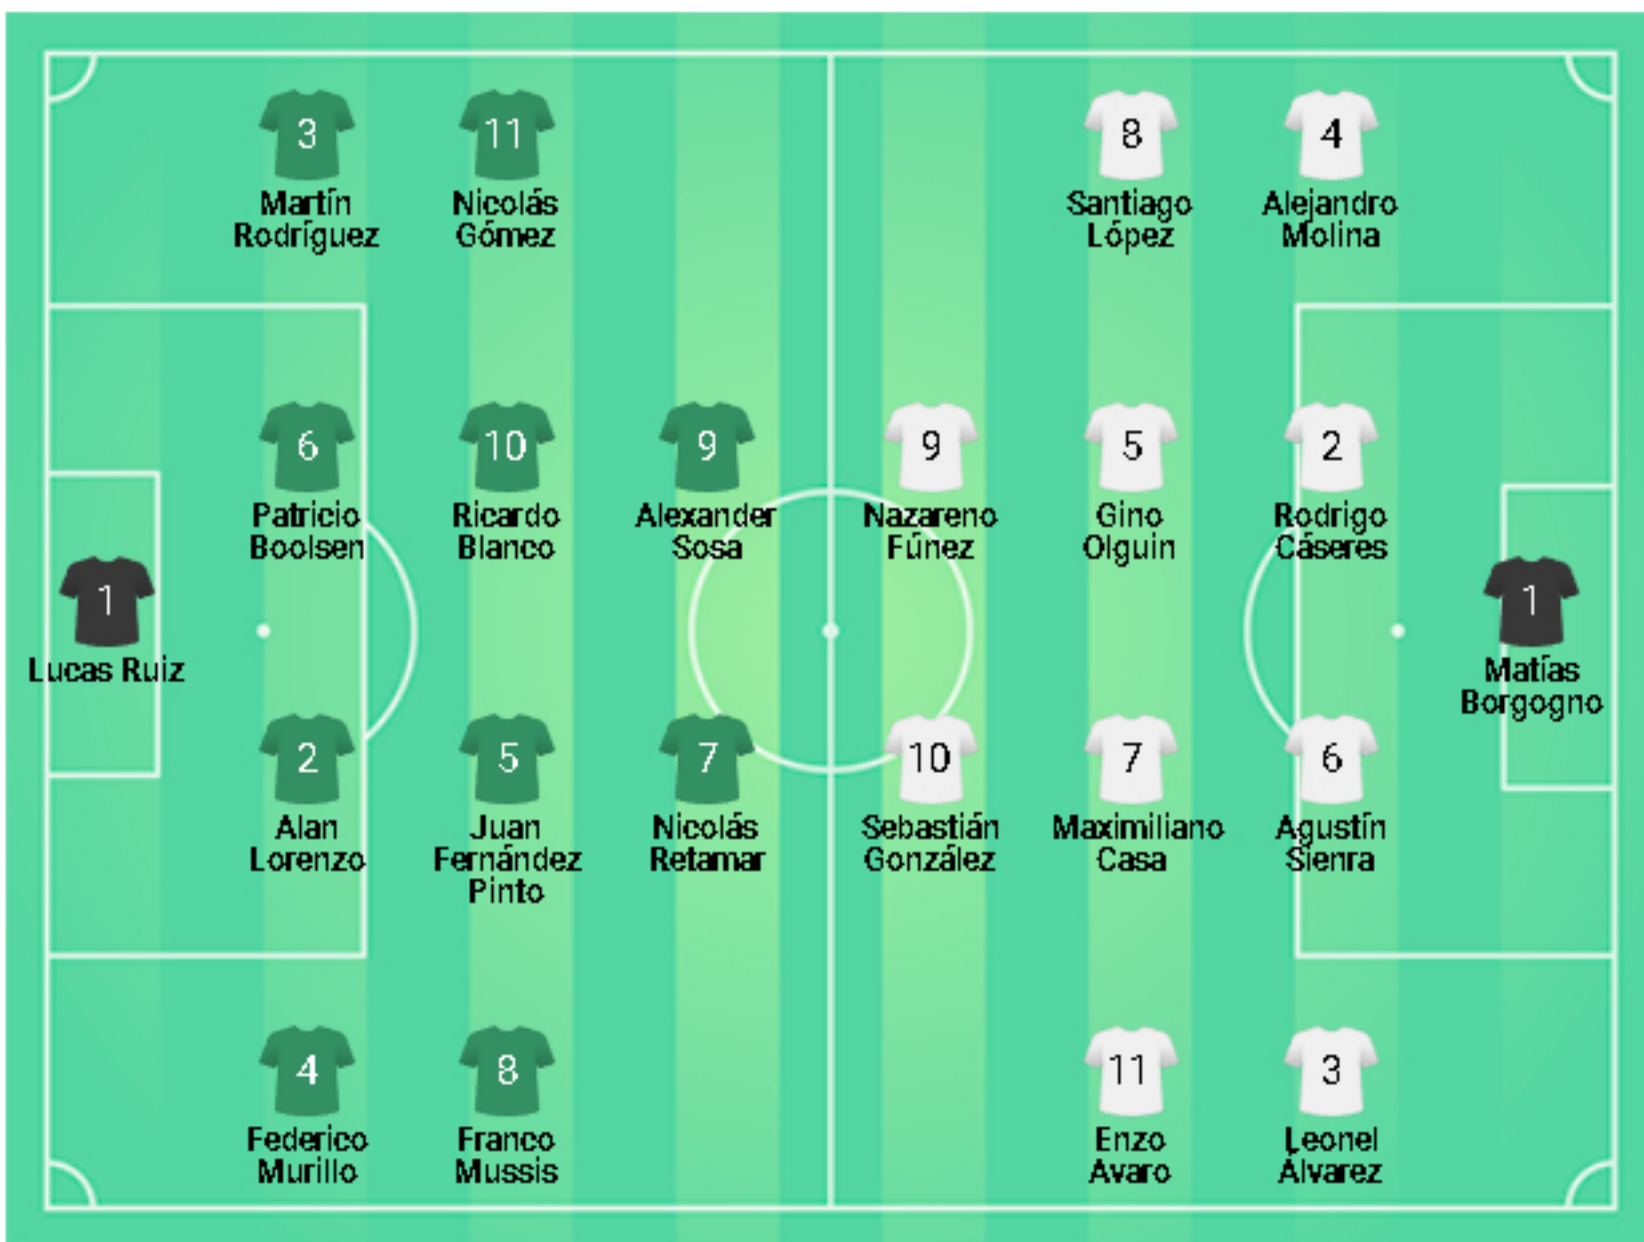 3
Martín
Rodríguez
11
Nicolás
Gómez
8
Santiago
López
4
Alejandro
Molina
6
Patricio
Boolsen
10
Ricardo
Blanco
9
Alexander
Sosa
9
Nazareno
Fúnez
5
Gino
Olguin
2
Rodrigo
Cáseres
1
Lucas Ruiz
1
Matías
Borgogno
2
Alan
Lorenzo
5
Juan
Fernández
Pinto
7
Nicolás
Retamar
10
Sebastián
González
7
Maximiliano
Casa
6
Agustín
Sienra
4
Federico
Murillo
8
Franco
Mussis
11
Enzo
Avaro
3
Leonel
Álvarez